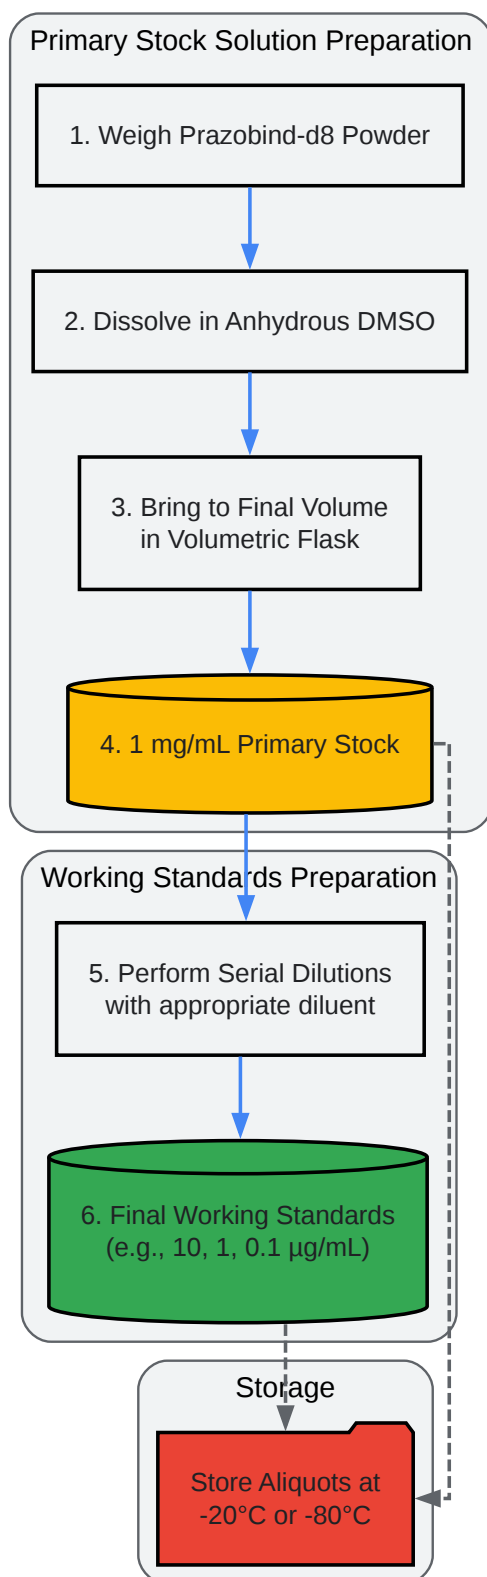 Primary Stock Solution Preparation
1. Weigh Prazobind-d8 Powder
2. Dissolve in Anhydrous DMSO
3. Bring to Final Volume
in Volumetric Flask
4. 1 mg/mL Primary Stock
Working Standards Preparation
5. Perform Serial Dilutions
with appropriate diluent
6. Final Working Standards
(e.g., 10, 1, 0.1 µg/mL)
Storage
Store Aliquots at
-20°C or -80°C